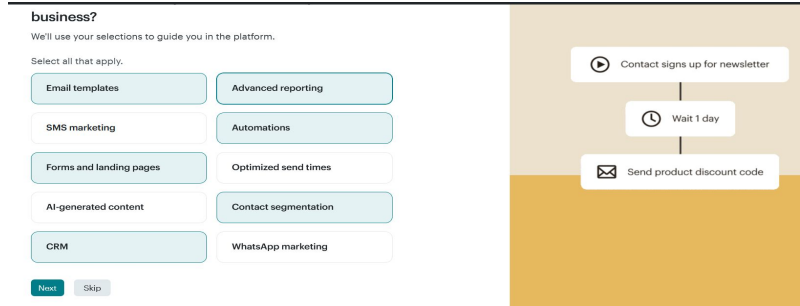 business?
We'll use your selections to guide you in the platform.
Select all that apply.
Email templates
Advanced reporting
SMS marketing
Automations
Forms and landing pages
Optimized send times
AI-generated content
Contact segmentation
CRM
WhatsApp marketing
Next
Skip
Contact signs up for newsletter
Wait 1 day
Send product discount code